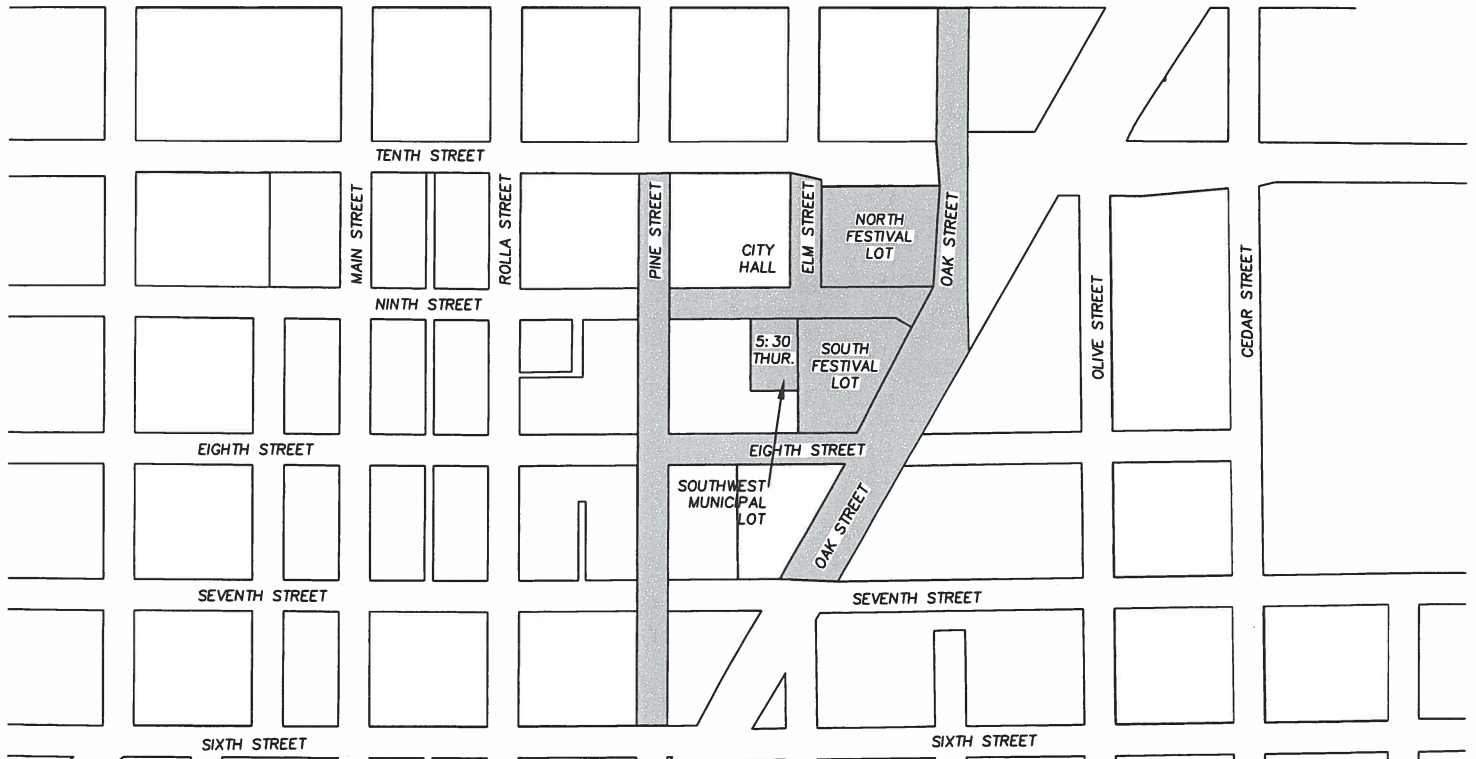 TENTH STREET
MAIN STREET
ROLLA STREET
PINE STREET
CITY
HALL
ELM STREET
NORTH
FESTIVAL
LOT
OAK STREET
OLIVE STREET
CEDAR STREET
NINTH STREET
5:30
THUR.
SOUTH
FESTIVAL
LOT
EIGHTH STREET
EIGHTH STREET
SOUTHWEST
MUNICIPAL
LOT
OAK STREET
SEVENTH STREET
SEVENTH STREET
SIXTH STREET
SIXTH STREET